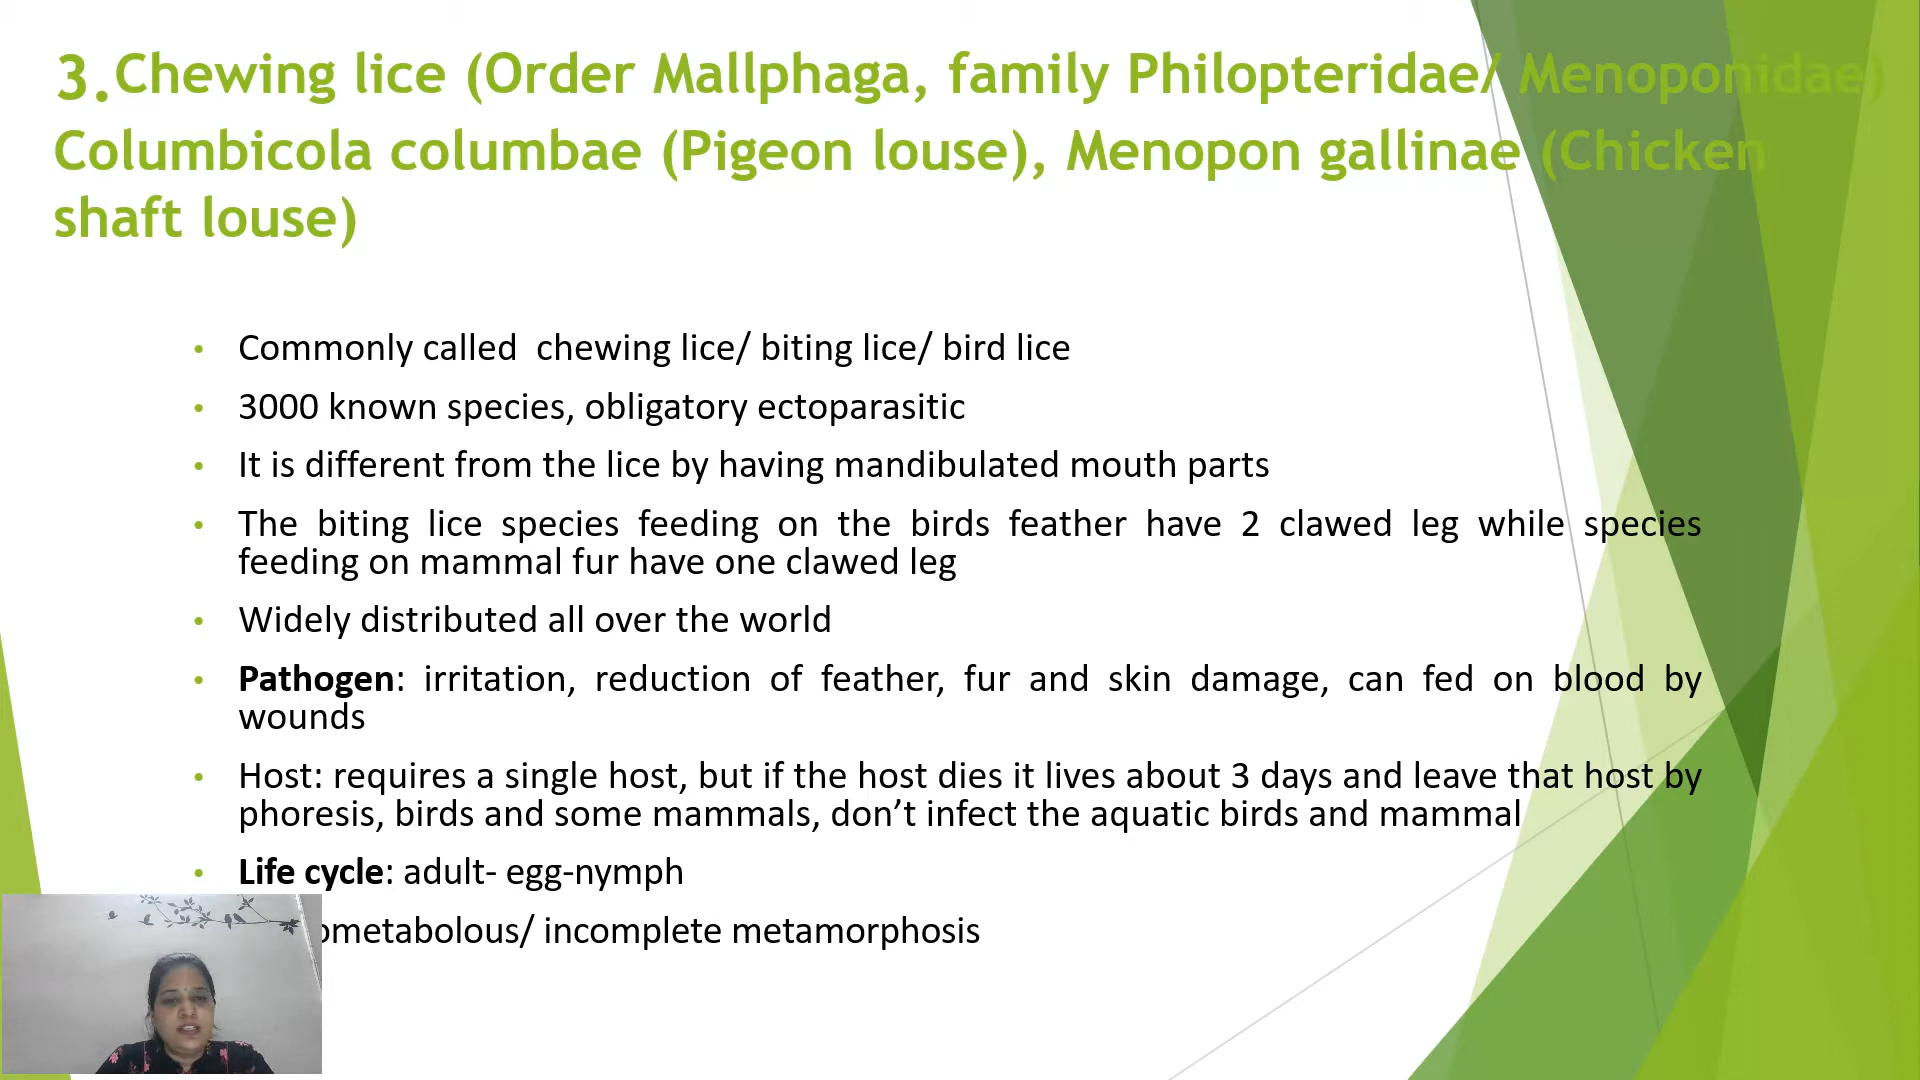 3.Chewing lice (Order Mallphaga, family Philopteridae/ Menoponidae)
Columbicola columbae (Pigeon louse), Menopon gallinae (Chicken
shaft louse)
• Commonly called chewing lice/ biting lice/ bird lice
• 3000 known species, obligatory ectoparasitic
• It is different from the lice by having mandibulated mouth parts
• The biting lice species feeding on the birds feather have 2 clawed leg while species
feeding on mammal fur have one clawed leg
• Widely distributed all over the world
• Pathogen: irritation, reduction of feather, fur and skin damage, can fed on blood by
wounds
• Host: requires a single host, but if the host dies it lives about 3 days and leave that host by
phoresis, birds and some mammals, don’t infect the aquatic birds and mammal
• Life cycle: adult- egg-nymph
ometabolous/ incomplete metamorphosis